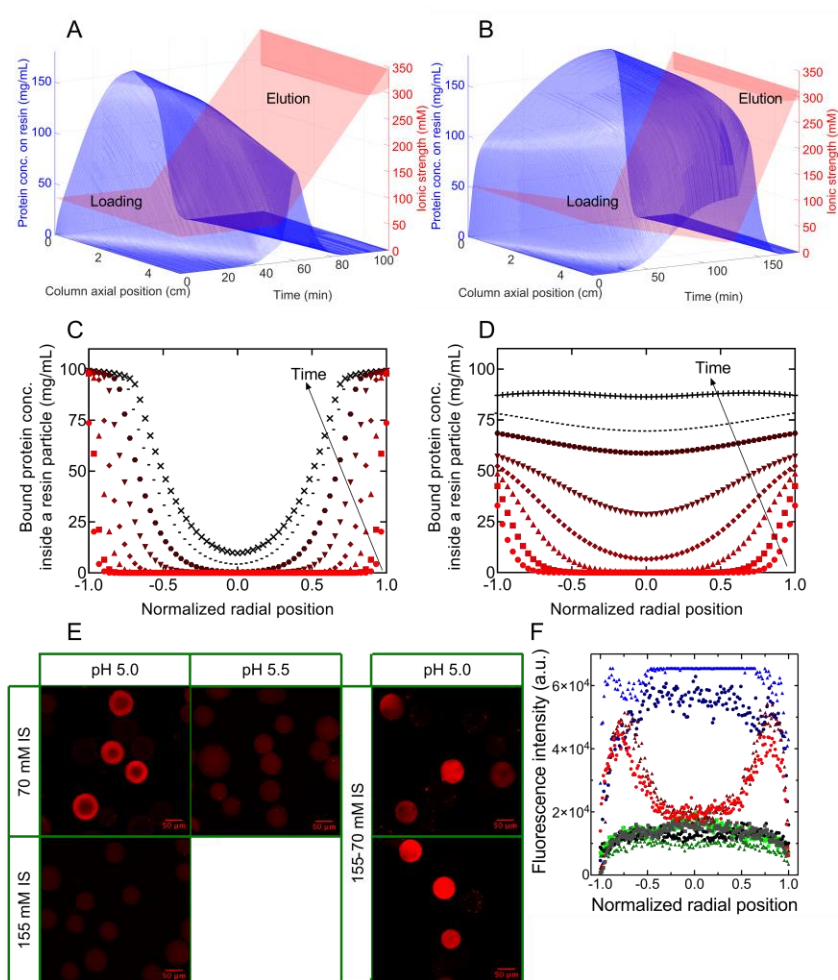 A
B
Protein conc. on resin (mg/mL)
150
100
50
0
0
2
4
Column axial position (cm)
0
20
40
60
80
100
Time (min)
350
300
250
200
150
100
50
0
Ionic strength (mM)
Loading
Elution
Protein conc. on resin (mg/mL)
150
100
50
0
0
2
4
Column axial position (cm)
0
50
100
150
Time (min)
350
300
250
200
150
100
50
0
Ionic strength (mM)
Loading
Elution
C
D
Bound protein conc.
inside a resin particle (mg/mL)
100
75
50
25
0
-1.0
-0.5
0.0
0.5
1.0
Normalized radial position
Time
Bound protein conc.
inside a resin particle (mg/mL)
100
75
50
25
0
-1.0
-0.5
0.0
0.5
1.0
Normalized radial position
Time
E
pH 5.0
pH 5.5
pH 5.0
70 mM IS
155 mM IS
155-70 mM IS
50 µm
50 µm
50 µm
50 µm
50 µm
F
Fluorescence intensity (a.u.)
6×10⁴
4×10⁴
2×10⁴
0
-1.0
-0.5
0.0
0.5
1.0
Normalized radial position